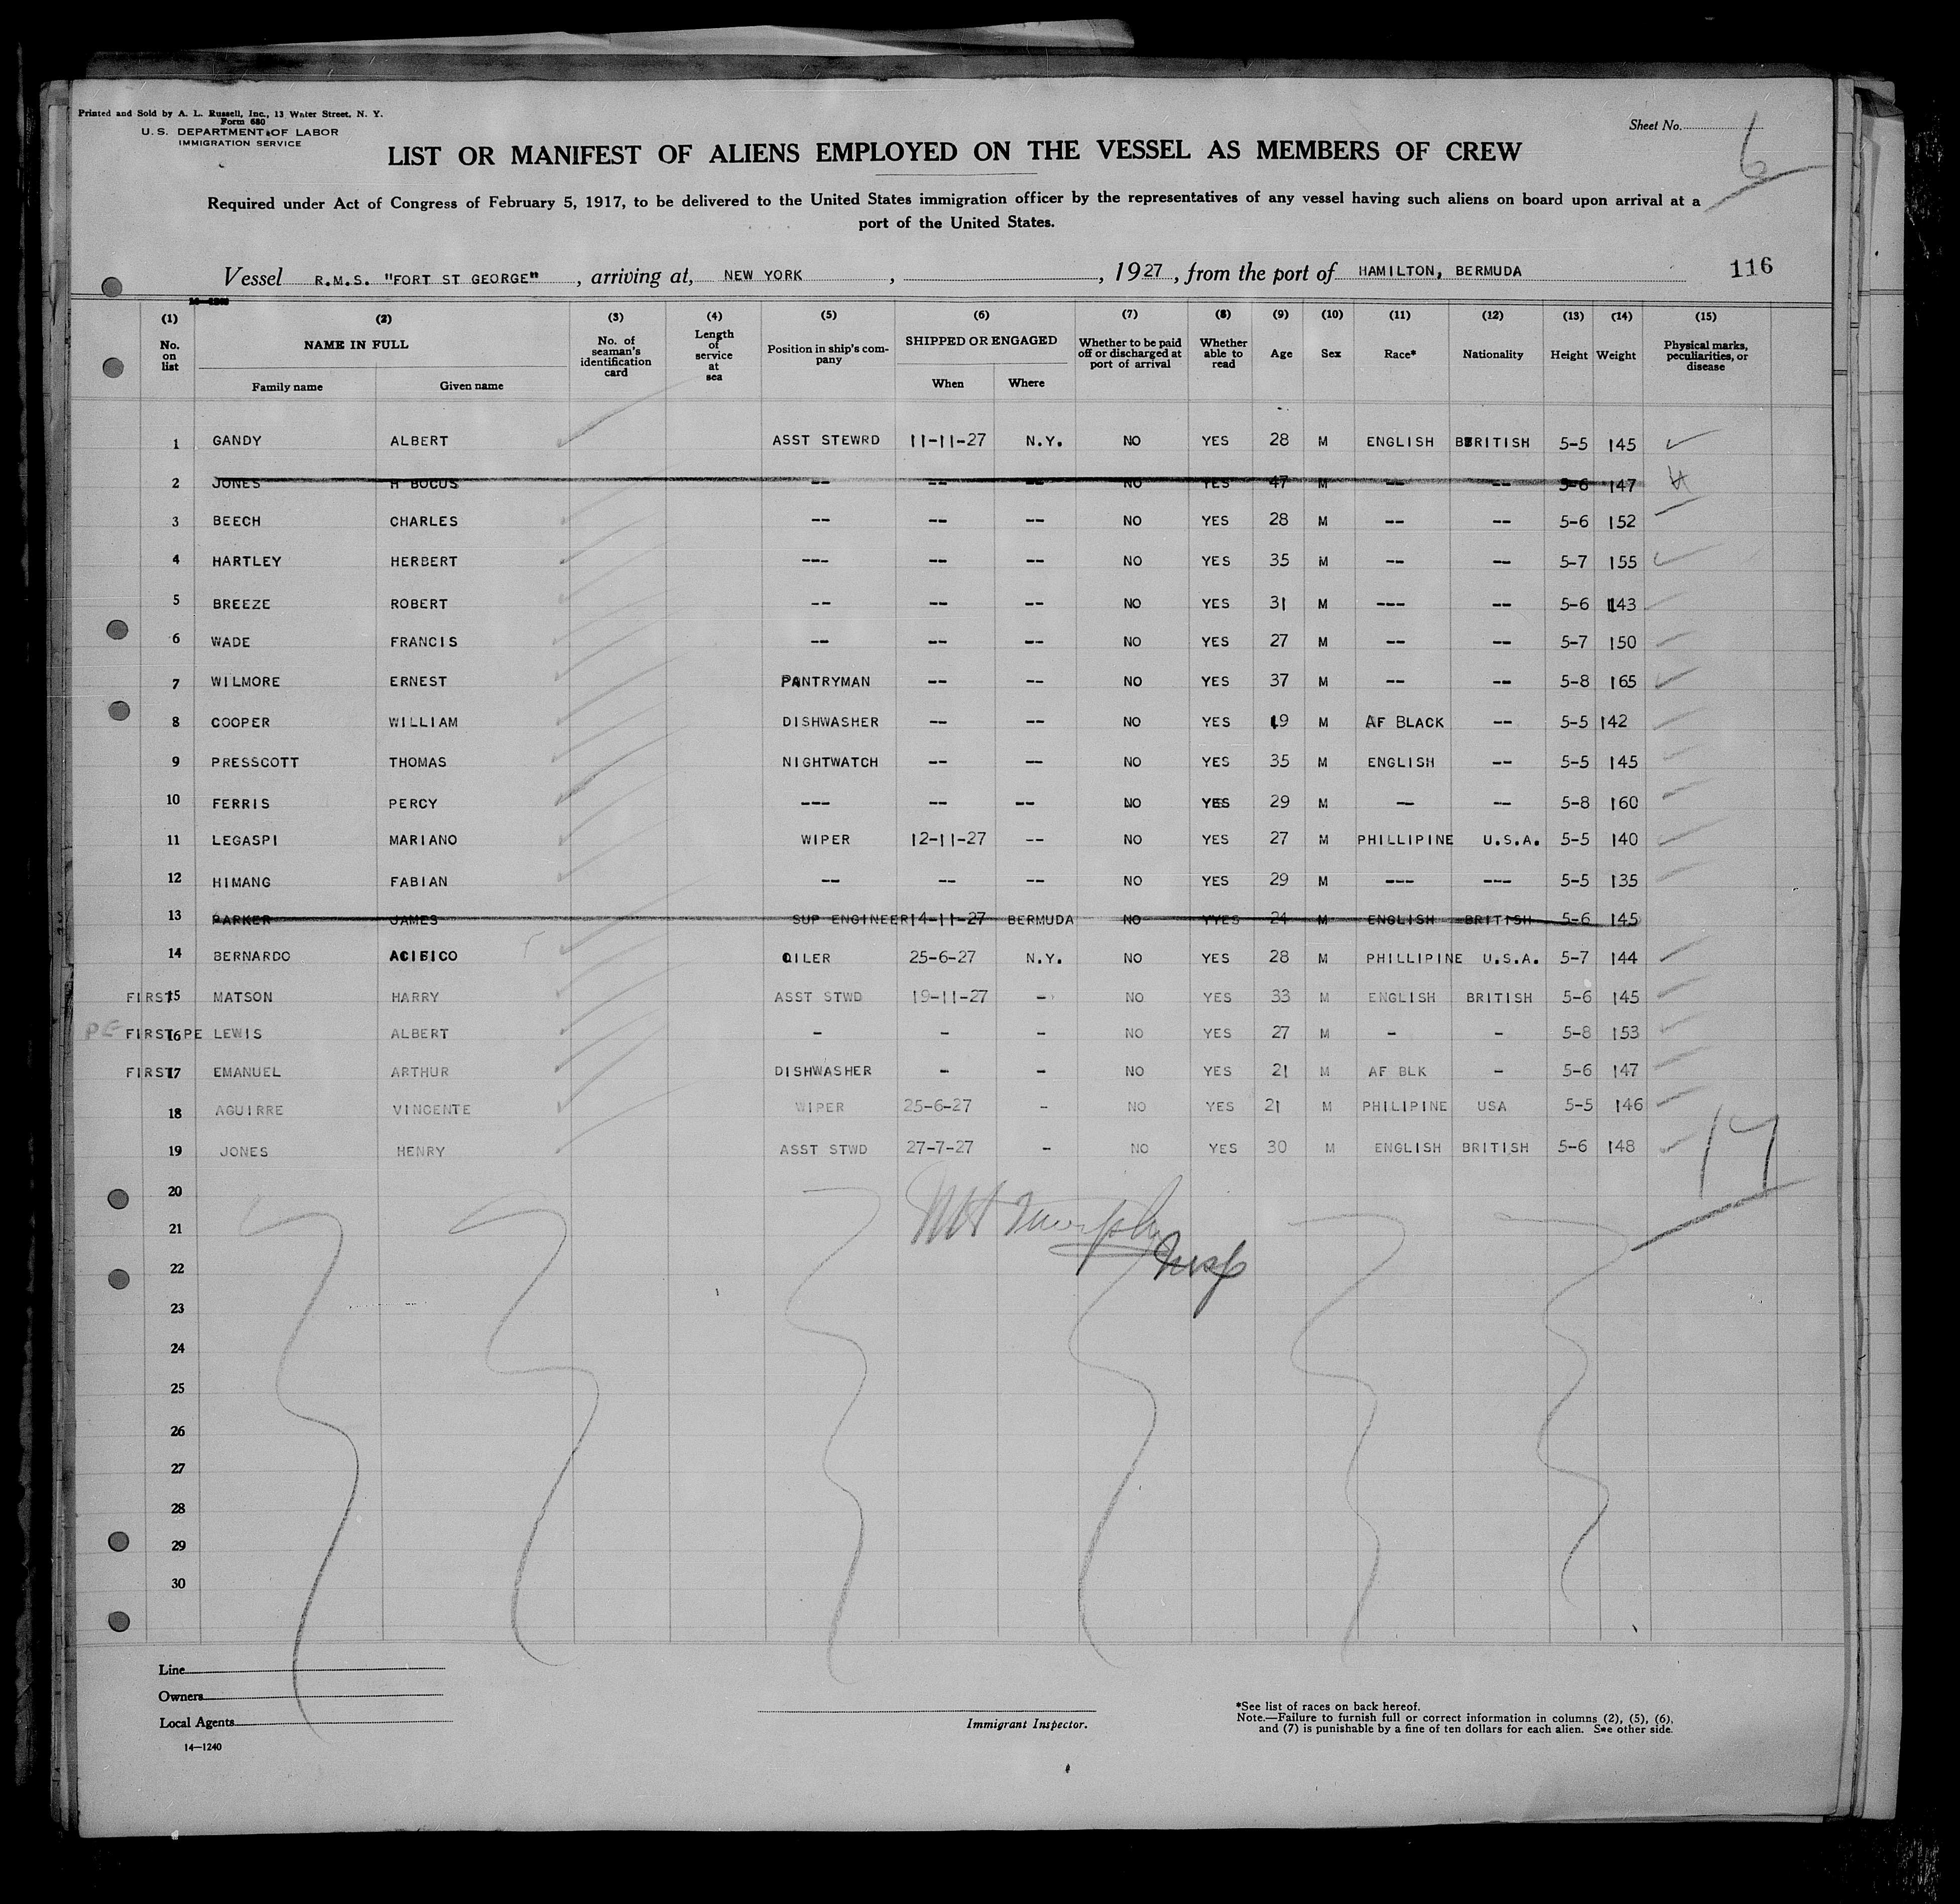 Printed and Sold by A. L. Russell, Inc., 13 Water Street, N. Y.
Form 680
U. S. DEPARTMENT OF LABOR
IMMIGRATION SERVICE
Sheet No. 6
LIST OR MANIFEST OF ALIENS EMPLOYED ON THE VESSEL AS MEMBERS OF CREW
Required under Act of Congress of February 5, 1917, to be delivered to the United States immigration officer by the representatives of any vessel having such aliens on board upon arrival at a
port of the United States.
Vessel R.M.S. "FORT ST GEORGE", arriving at, NEW YORK, , 1927, from the port of HAMILTON, BERMUDA 116
(1) (2) (3) (4) (5) (6) (7) (8) (9) (10) (11) (12) (13) (14) (15)
No. on list NAME IN FULL Family name Given name No. of seaman's identification card Length of service at sea Position in ship's company SHIPPED OR ENGAGED When Where Whether to be paid off or discharged at port of arrival Whether able to read Age Sex Race* Nationality Height Weight Physical marks, peculiarities, or disease
1 GANDY ALBERT ASST STEWRD 11-11-27 N.Y. NO YES 28 M ENGLISH BBRITISH 5-5 145
2 JONES H BOCUS -- -- -- NO YES 47 M -- -- 5-6 147
3 BEECH CHARLES -- -- -- NO YES 28 M -- -- 5-6 152
4 HARTLEY HERBERT --- -- -- NO YES 35 M -- -- 5-7 155
5 BREEZE ROBERT -- -- -- NO YES 31 M --- -- 5-6 143
6 WADE FRANCIS -- -- -- NO YES 27 M -- -- 5-7 150
7 WILMORE ERNEST PANTRYMAN -- -- NO YES 37 M -- -- 5-8 165
8 COOPER WILLIAM DISHWASHER -- -- NO YES 19 M AF BLACK -- 5-5 142
9 PRESSCOTT THOMAS NIGHTWATCH -- -- NO YES 35 M ENGLISH -- 5-5 145
10 FERRIS PERCY --- -- -- NO YES 29 M -- -- 5-8 160
11 LEGASPI MARIANO WIPER 12-11-27 -- NO YES 27 M PHILLIPINE U.S.A. 5-5 140
12 HIMANG FABIAN -- -- -- NO YES 29 M --- --- 5-5 135
13 PARKER JAMES SUP ENGINEER 14-11-27 BERMUDA NO YYES 24 M ENGLISH BRITISH 5-6 145
14 BERNARDO ACIFICO OILER 25-6-27 N.Y. NO YES 28 M PHILLIPINE U.S.A. 5-7 144
FIRST 15 MATSON HARRY ASST STWD 19-11-27 - NO YES 33 M ENGLISH BRITISH 5-6 145
PE FIRST PE 16 LEWIS ALBERT - - - NO YES 27 M - - 5-8 153
FIRST 17 EMANUEL ARTHUR DISHWASHER - - NO YES 21 M AF BLK - 5-6 147
18 AGUIRRE VINCENTE WIPER 25-6-27 - NO YES 21 M PHILIPINE USA 5-5 146
19 JONES HENRY ASST STWD 27-7-27 - NO YES 30 M ENGLISH BRITISH 5-6 148
17
20
21 Murphy
22 Insp
23
24
25
26
27
28
29
30
Line
Owners
Local Agents
14—1240
Immigrant Inspector.
*See list of races on back hereof.
Note.—Failure to furnish full or correct information in columns (2), (5), (6),
and (7) is punishable by a fine of ten dollars for each alien. See other side.